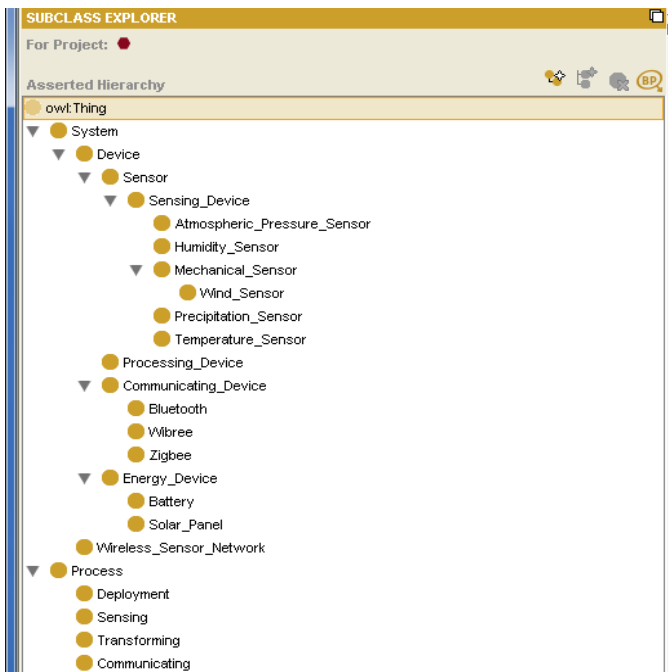 SUBCLASS EXPLORER
For Project:
Asserted Hierarchy
BP
owl:Thing
System
Device
Sensor
Sensing_Device
Atmospheric_Pressure_Sensor
Humidity_Sensor
Mechanical_Sensor
Wind_Sensor
Precipitation_Sensor
Temperature_Sensor
Processing_Device
Communicating_Device
Bluetooth
Wibree
Zigbee
Energy_Device
Battery
Solar_Panel
Wireless_Sensor_Network
Process
Deployment
Sensing
Transforming
Communicating